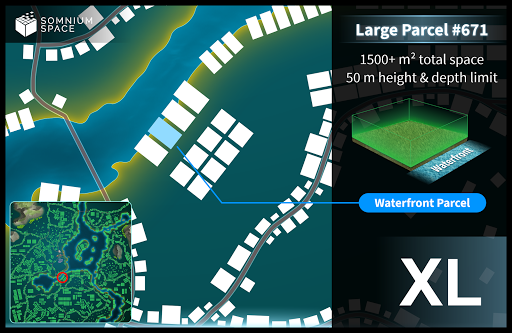 SOMNIUM
SPACE
Large Parcel #671
1500+ m² total space
50 m height & depth limit
Waterfront
Waterfront Parcel
XL